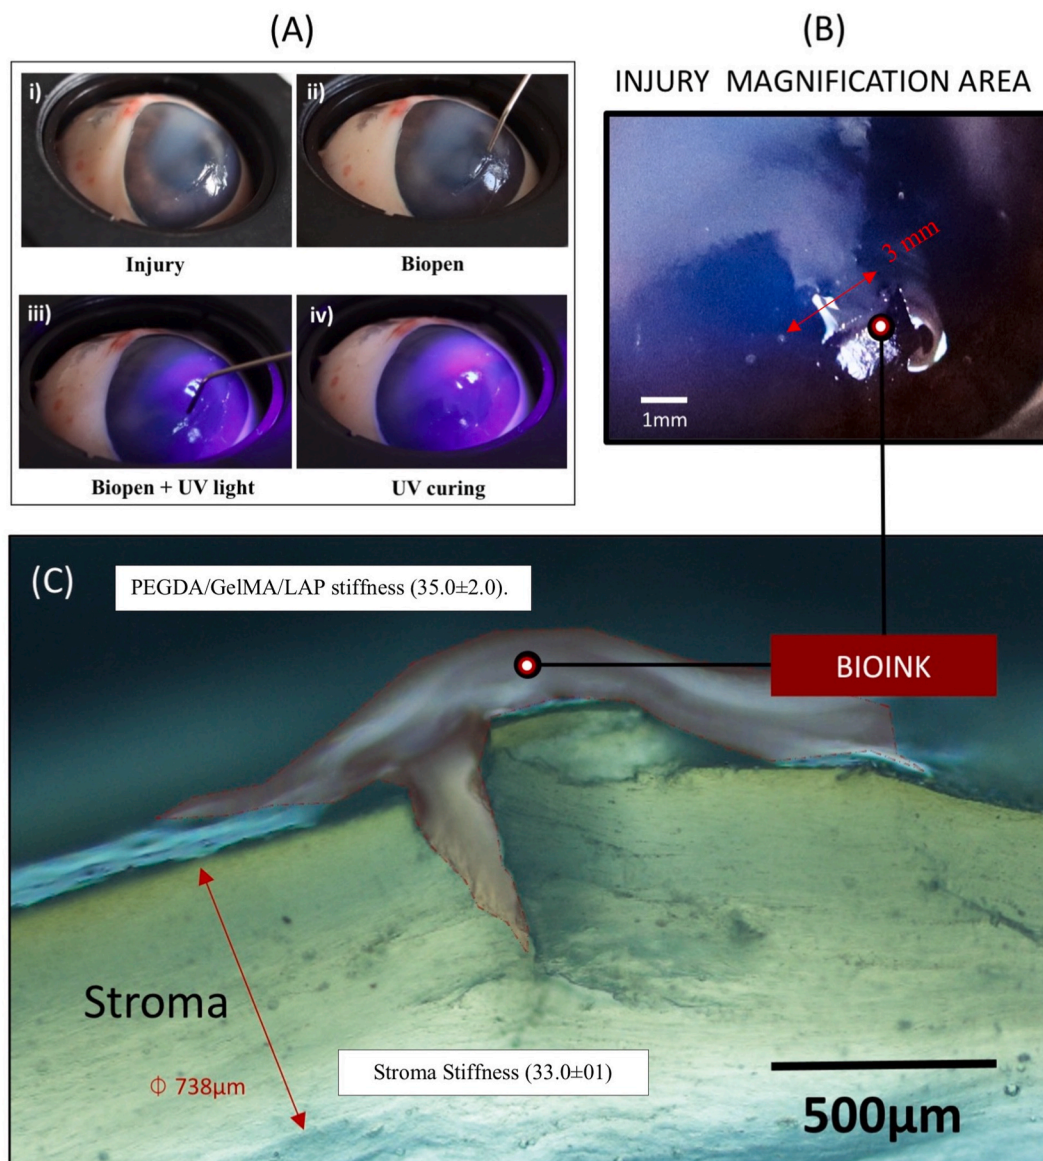 (A)
i)
ii)
Injury
Biopen
iii)
iv)
Biopen + UV light
UV curing
(B)
INJURY MAGNIFICATION AREA
3 mm
1mm
(C)
PEGDA/GelMA/LAP stiffness (35.0±2.0).
BIOINK
Stroma
Φ 738μm
Stroma Stiffness (33.0±01)
500μm